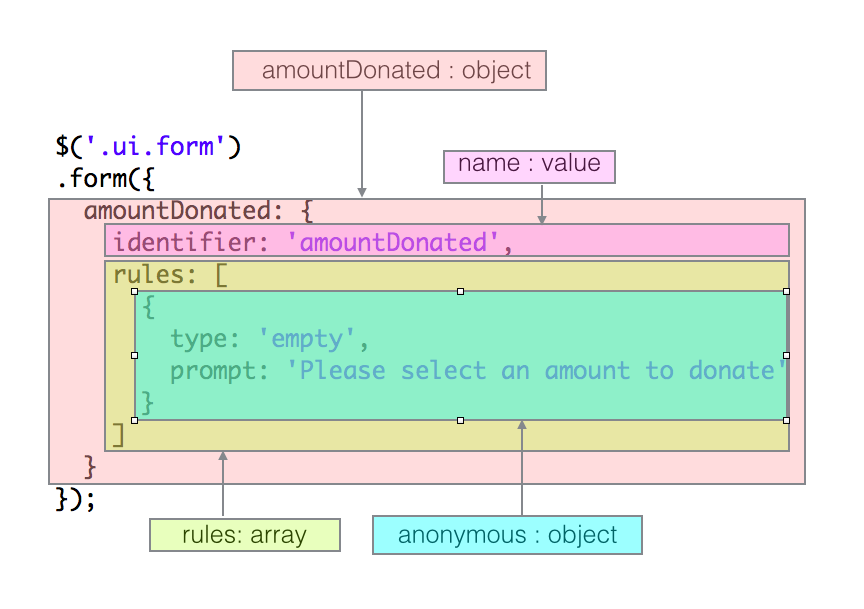 amountDonated : object
$('.ui.form')
name : value
.form({
amountDonated: {
identifier: 'amountDonated',
rules: [
{
type: 'empty',
prompt: 'Please select an amount to donate'
}
]
}
});
rules: array
anonymous : object